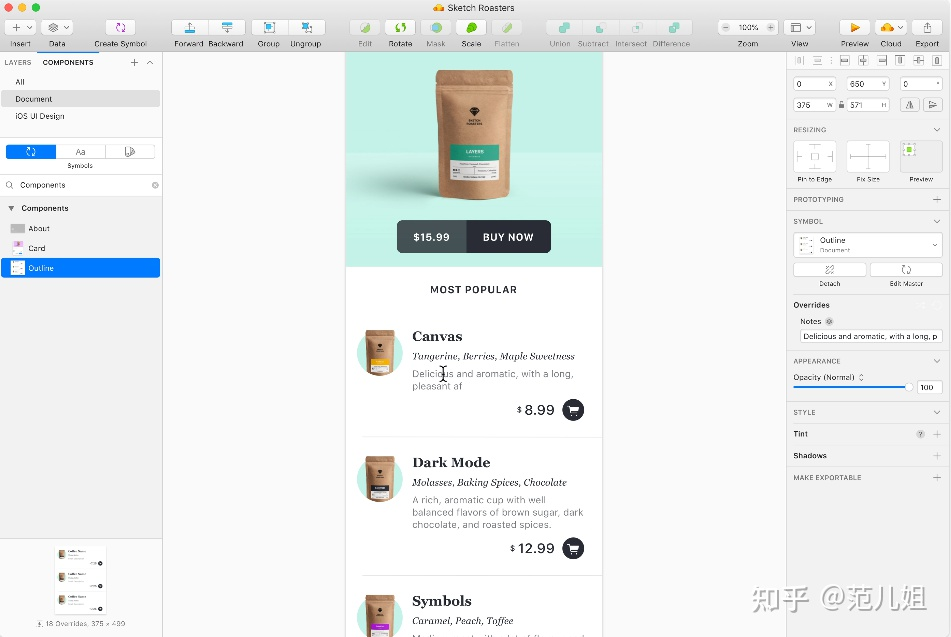 Sketch Roasters
Insert
Data
Create Symbol
Forward
Backward
Group
Ungroup
Edit
Rotate
Mask
Scale
Flatten
Union
Subtract
Intersect
Difference
100%
Zoom
View
Preview
Cloud
Export
LAYERS COMPONENTS
All
Document
iOS UI Design
Aa
Symbols
Components
Components
About
Card
Outline
18 Overrides, 375 × 499
SKETCH
ROASTERS
LAYERS
$15.99 BUY NOW
MOST POPULAR
Canvas
Tangerine, Berries, Maple Sweetness
Delicious and aromatic, with a long,
pleasant af
$ 8.99
Dark Mode
Molasses, Baking Spices, Chocolate
A rich, aromatic cup with well
balanced flavors of brown sugar, dark
chocolate, and roasted spices.
$ 12.99
Symbols
Caramel, Peach, Toffee
0 X 650 Y 0 °
375 W 571 H
RESIZING
Pin to Edge
Fix Size
Preview
PROTOTYPING
SYMBOL
Outline
Document
Detach
Edit Master
Overrides
Notes
Delicious and aromatic, with a long, p
APPEARANCE
Opacity (Normal)
100
STYLE
Tint ?
Shadows
MAKE EXPORTABLE
知乎 @范儿姐